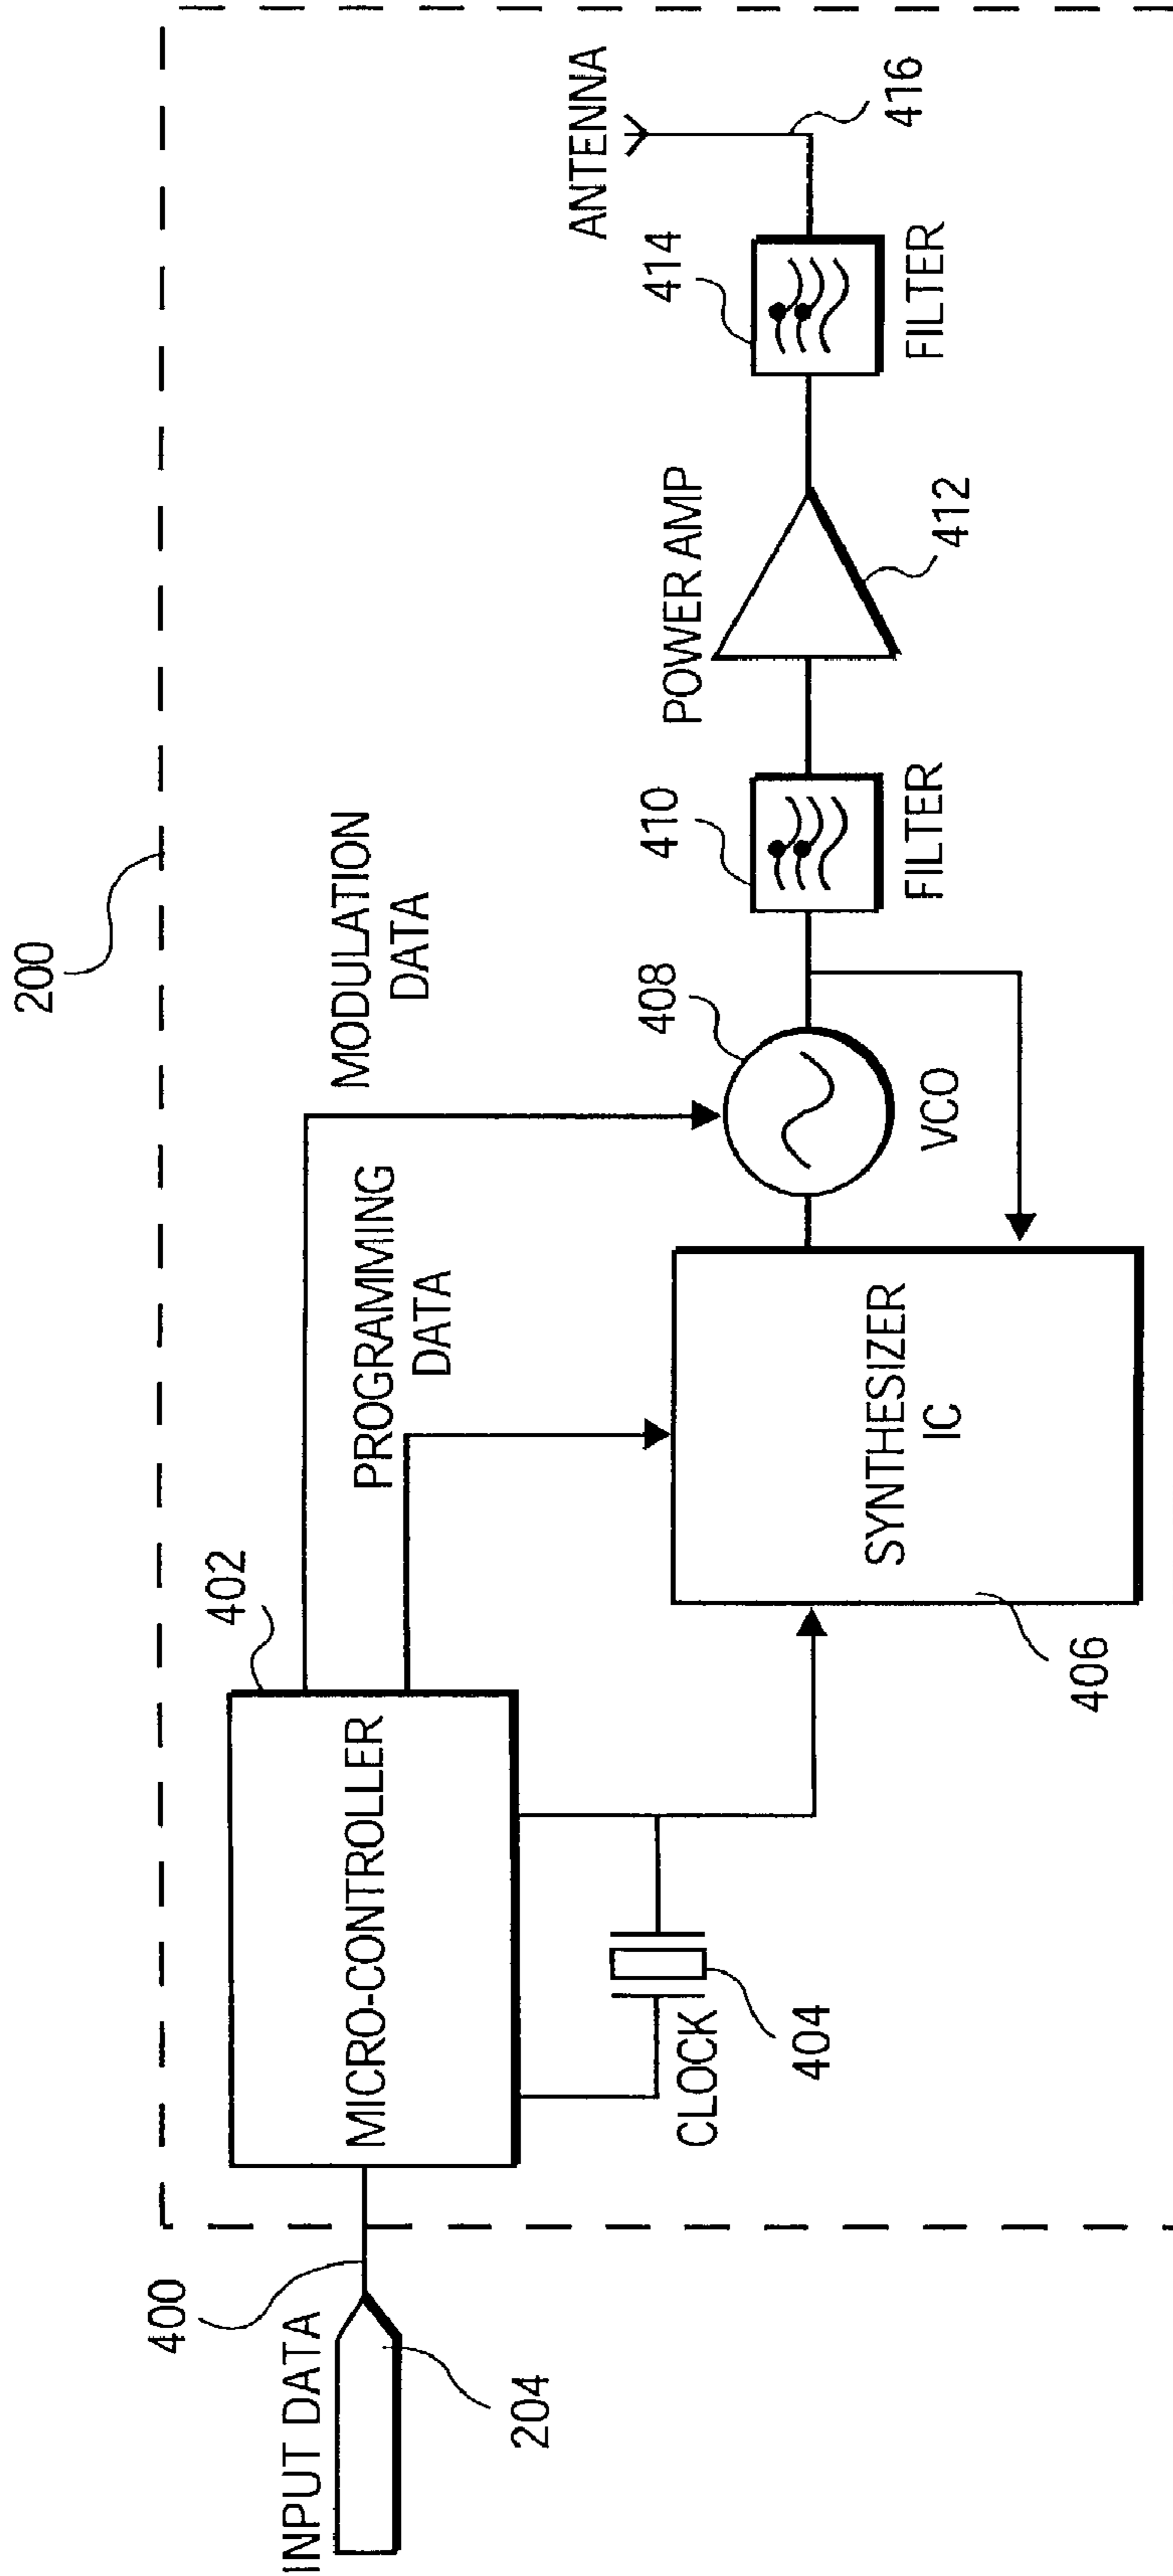 200
INPUT DATA
400
204
MICRO-CONTROLLER
402
CLOCK
404
PROGRAMMING
DATA
MODULATION
DATA
SYNTHESIZER
IC
406
408
VCO
410
FILTER
POWER AMP
412
414
FILTER
ANTENNA
416